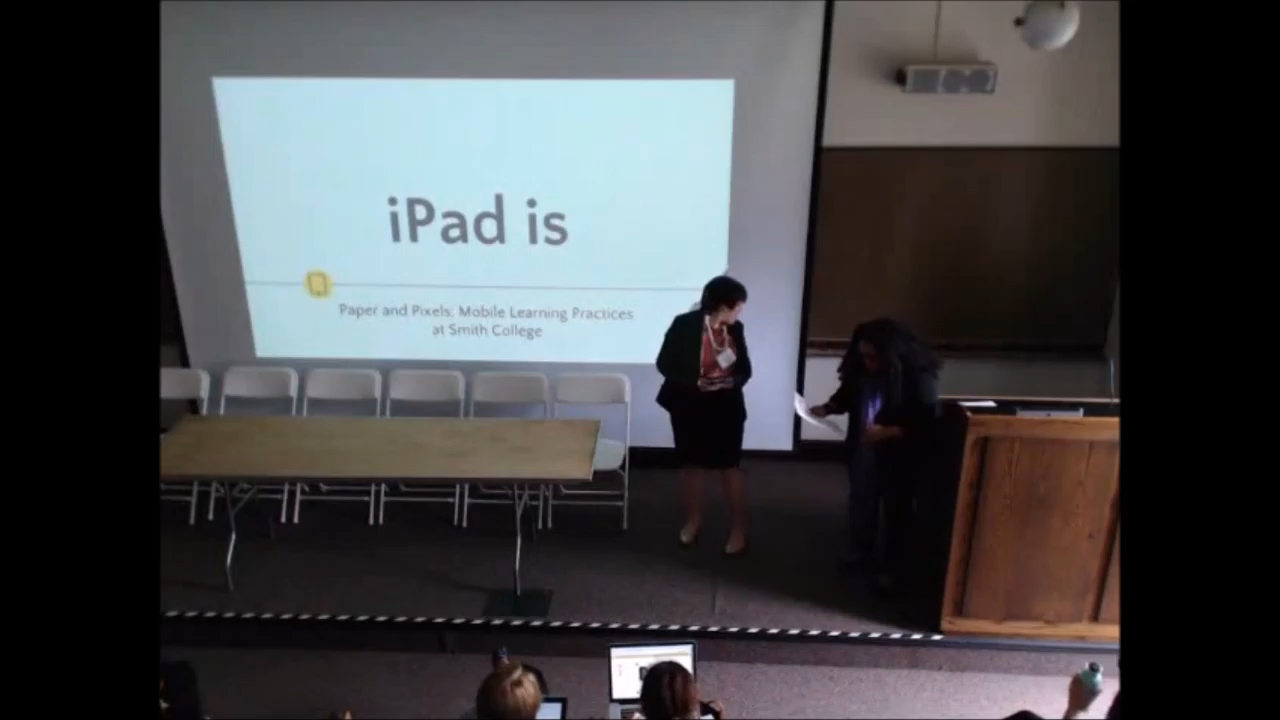 iPad is
Paper and Pixels: Mobile Learning Practices
at Smith College